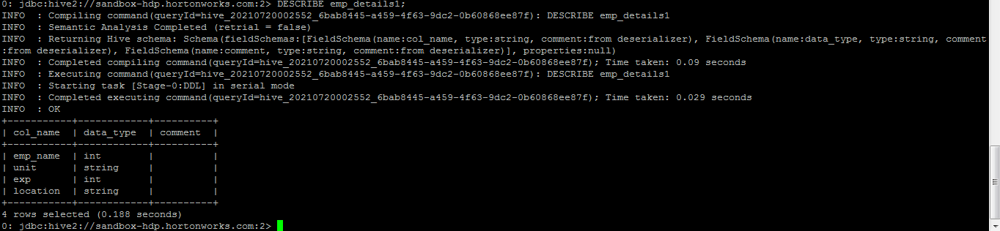 0: jdbc:hive2://sandbox-hdp.hortonworks.com:2> DESCRIBE emp_details1;
INFO  : Compiling command(queryId=hive_20210720002552_6bab8445-a459-4f63-9dc2-0b60868ee87f): DESCRIBE emp_details1
INFO  : Semantic Analysis Completed (retrial = false)
INFO  : Returning Hive schema: Schema(fieldSchemas:[FieldSchema(name:col_name, type:string, comment:from deserializer), FieldSchema(name:data_type, type:string, comment
:from deserializer), FieldSchema(name:comment, type:string, comment:from deserializer)], properties:null)
INFO  : Completed compiling command(queryId=hive_20210720002552_6bab8445-a459-4f63-9dc2-0b60868ee87f); Time taken: 0.09 seconds
INFO  : Executing command(queryId=hive_20210720002552_6bab8445-a459-4f63-9dc2-0b60868ee87f): DESCRIBE emp_details1
INFO  : Starting task [Stage-0:DDL] in serial mode
INFO  : Completed executing command(queryId=hive_20210720002552_6bab8445-a459-4f63-9dc2-0b60868ee87f); Time taken: 0.029 seconds
INFO  : OK
+-----------+------------+----------+
| col_name  | data_type  | comment  |
+-----------+------------+----------+
| emp_name  | int        |          |
| unit      | string     |          |
| exp       | int        |          |
| location  | string     |          |
+-----------+------------+----------+
4 rows selected (0.188 seconds)
0: jdbc:hive2://sandbox-hdp.hortonworks.com:2>